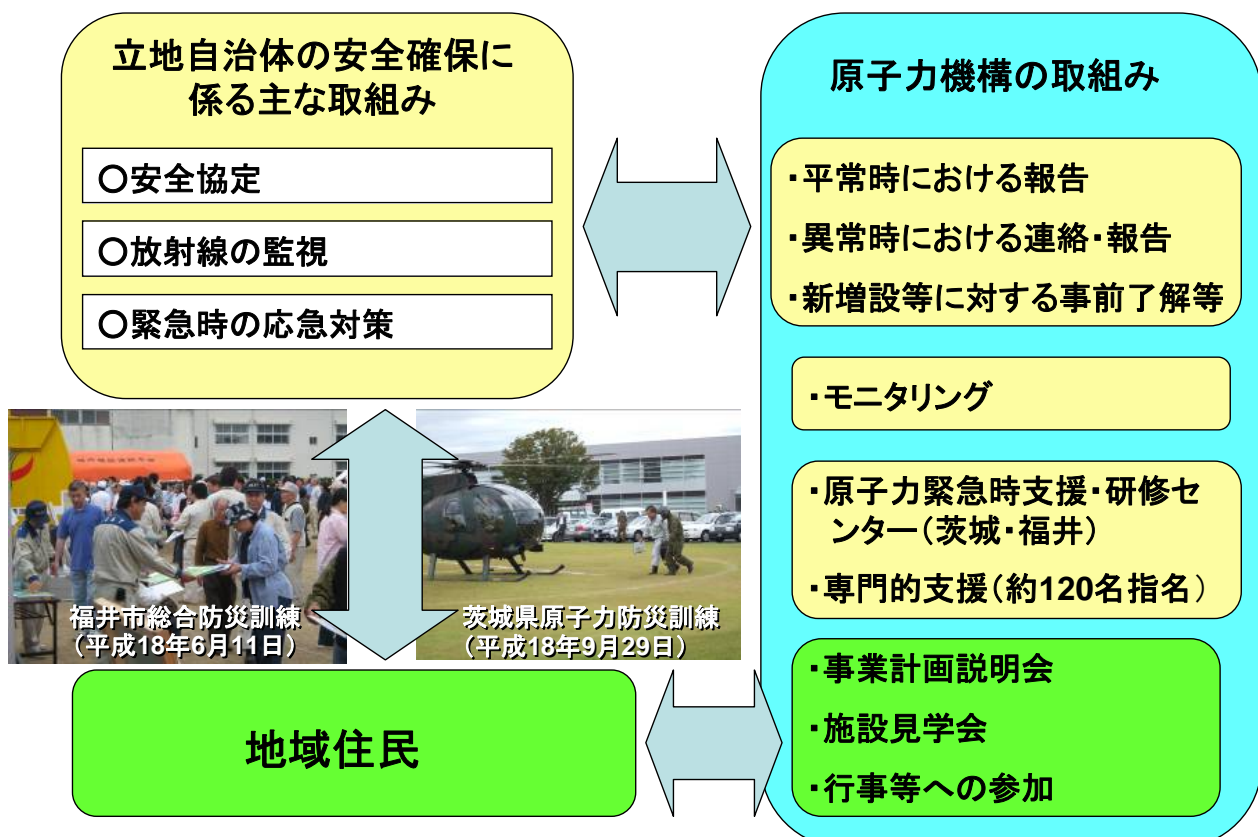 立地自治体の安全確保に
係る主な取組み
○安全協定
○放射線の監視
○緊急時の応急対策
福井市総合防災訓練
(平成18年6月11日)
茨城県原子力防災訓練
(平成18年9月29日)
地域住民
原子力機構の取組み
・平常時における報告
・異常時における連絡・報告
・新増設等に対する事前了解等
・モニタリング
・原子力緊急時支援・研修セ
ンター(茨城・福井)
・専門的支援(約120名指名)
・事業計画説明会
・施設見学会
・行事等への参加